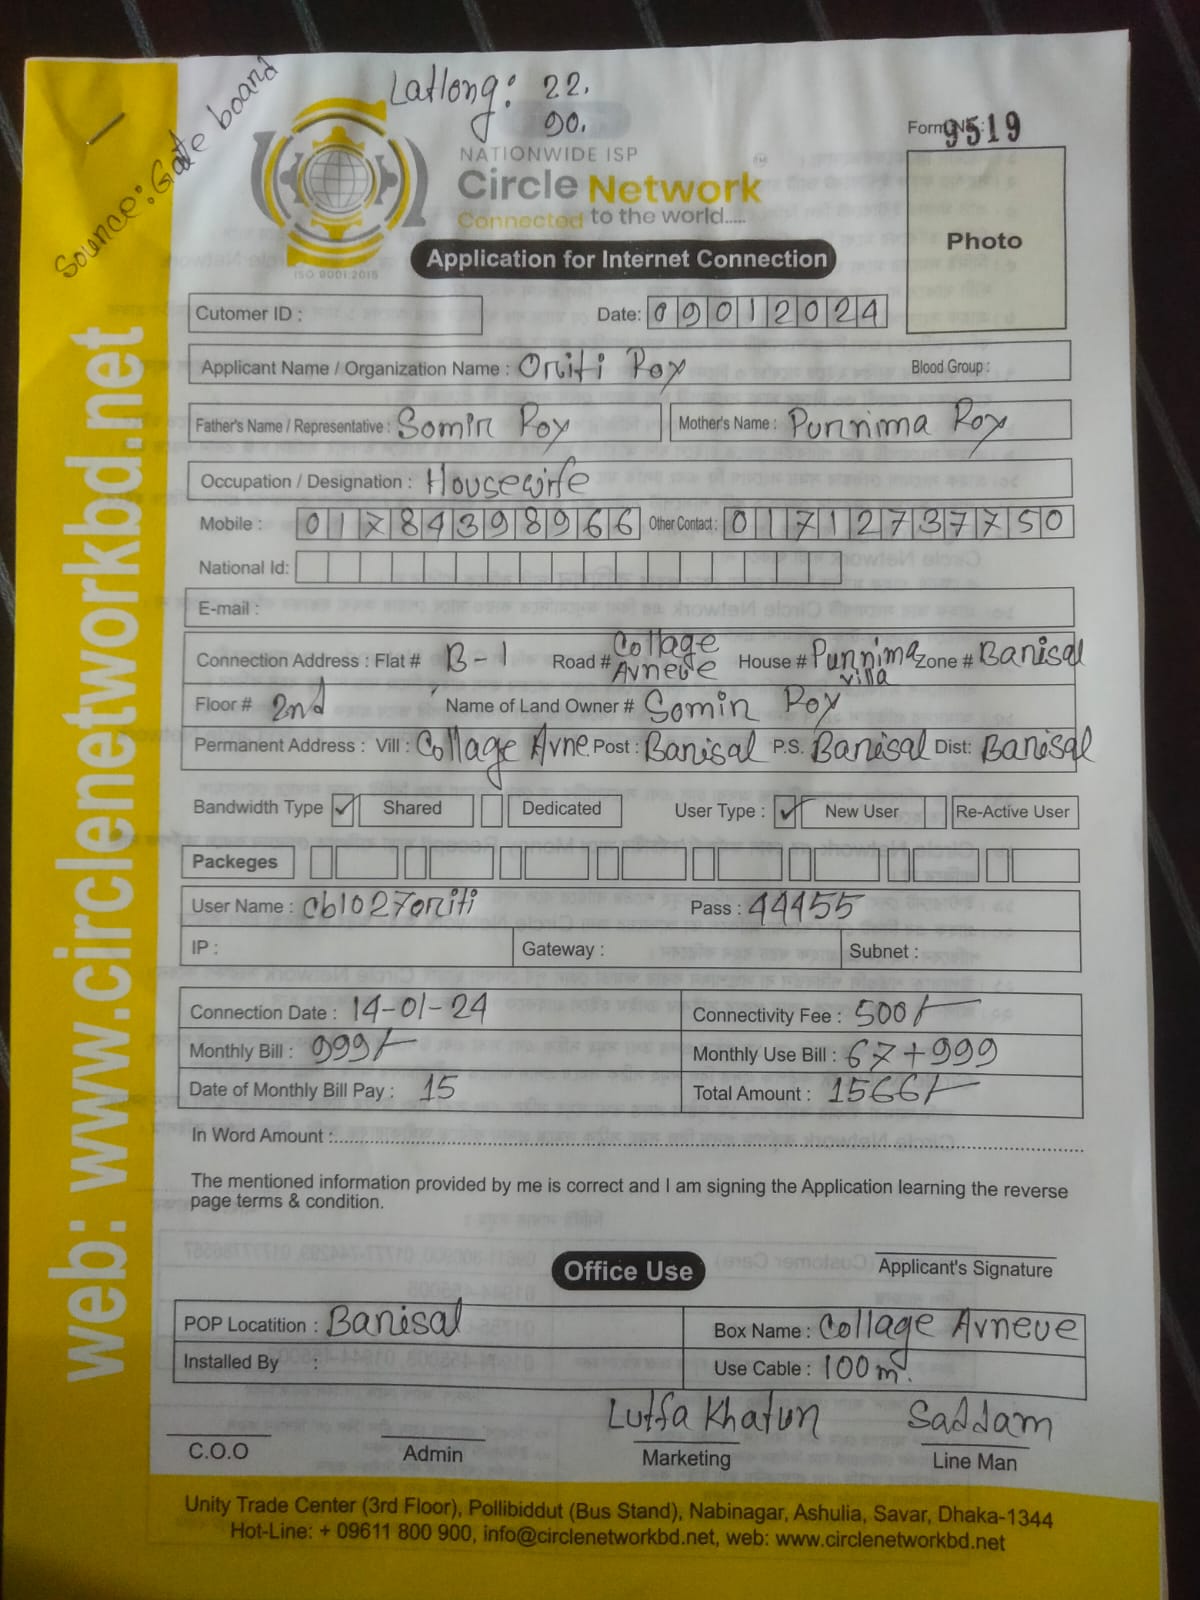 Source: Gate board
Latlong: 22.
90.
Form No: 9519
NATIONWIDE ISP
Circle Network
Connected to the world.....
ISO 9001:2015
Photo
Application for Internet Connection
Cutomer ID :
Date: 09012024
Applicant Name / Organization Name : Oriti Roy Blood Group :
Father's Name / Representative : Somir Roy Mother's Name : Purnima Roy
Occupation / Designation : Housewife
Mobile : 01784398966 Other Contact : 01712737750
National Id:
E-mail :
Connection Address : Flat # B-1 Road # Collage Avneue House # Purnima villa Zone # Barisal
Floor # 2nd Name of Land Owner # Somir Roy
Permanent Address : Vill : Collage Avne Post : Barisal P.S. Barisal Dist: Barisal
Bandwidth Type ✓ Shared Dedicated User Type : ✓ New User Re-Active User
Packeges
User Name : cb1027oriti Pass : 44455
IP : Gateway : Subnet :
Connection Date : 14-01-24 Connectivity Fee : 500/-
Monthly Bill : 999/- Monthly Use Bill : 67+999
Date of Monthly Bill Pay : 15 Total Amount : 1566/-
In Word Amount :
The mentioned information provided by me is correct and I am signing the Application learning the reverse
page terms & condition.
Applicant's Signature
Office Use
POP Locatition : Barisal Box Name : Collage Avneue
Installed By : Use Cable : 100m.
Lutfa Khatun Saddam
C.O.O Admin Marketing Line Man
Unity Trade Center (3rd Floor), Pollibiddut (Bus Stand), Nabinagar, Ashulia, Savar, Dhaka-1344
Hot-Line: + 09611 800 900, info@circlenetworkbd.net, web: www.circlenetworkbd.net
web: www.circlenetworkbd.net